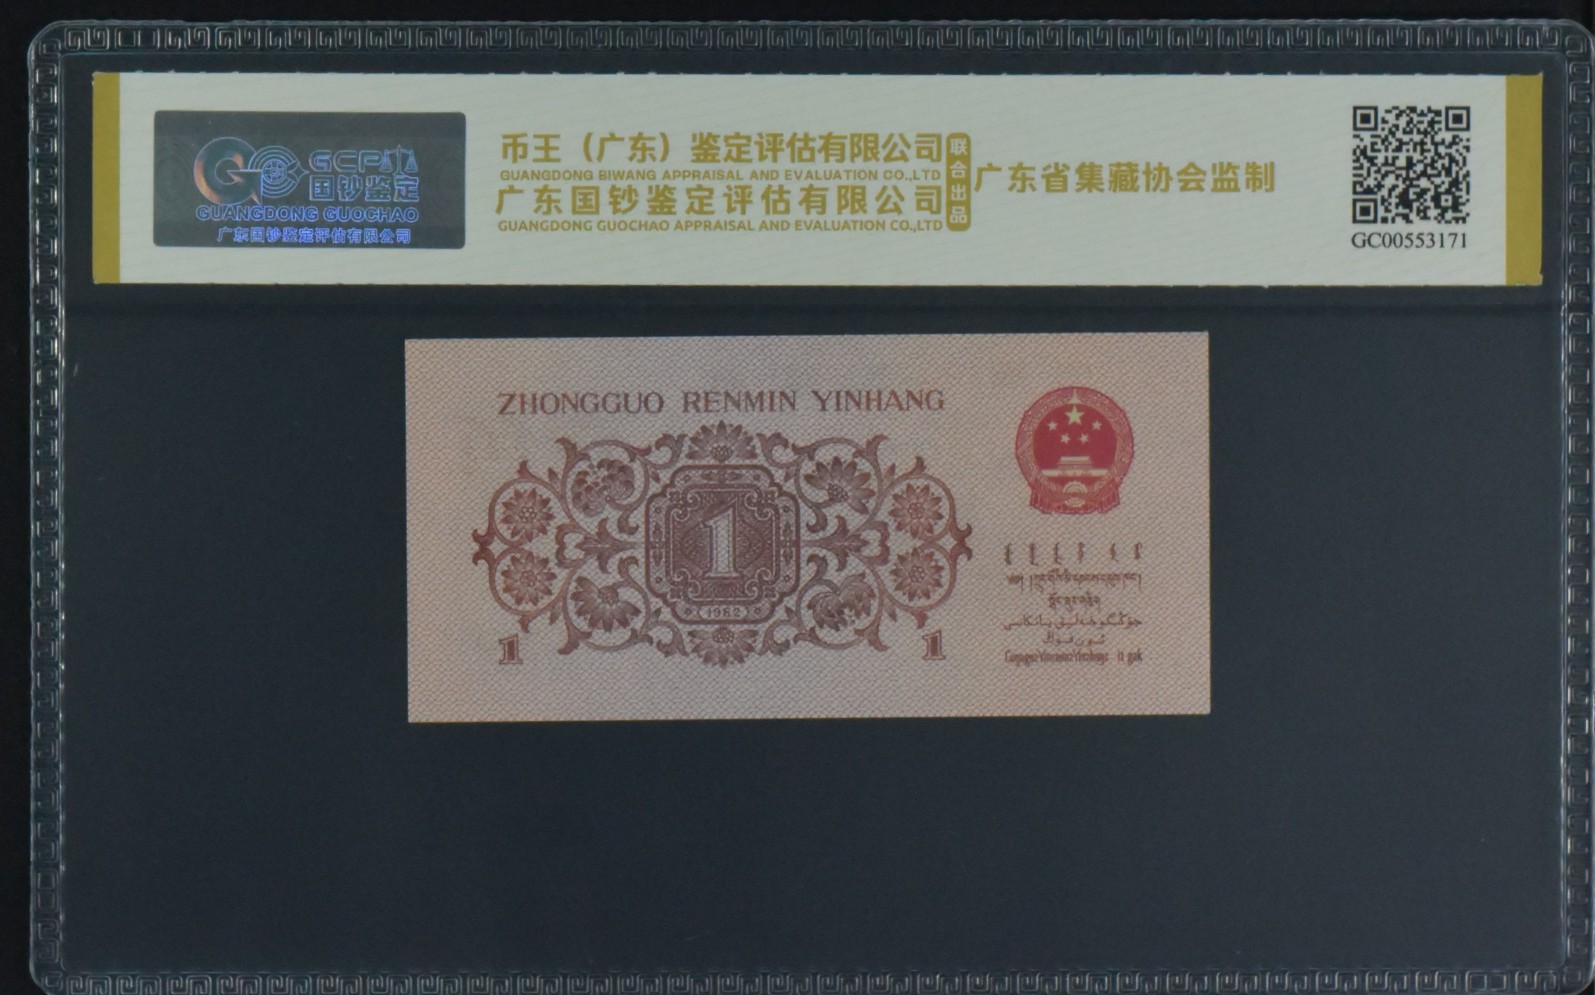 GCP
国钞鉴定
GUANGDONG GUOCHAO
广东国钞鉴定评估有限公司
币王（广东）鉴定评估有限公司
GUANGDONG BIWANG APPRAISAL AND EVALUATION CO.,LTD
广东国钞鉴定评估有限公司
GUANGDONG GUOCHAO APPRAISAL AND EVALUATION CO.,LTD
联合出品
广东省集藏协会监制
GC00553171
ZHONGGUO RENMIN YINHANG
1
1962
1
1